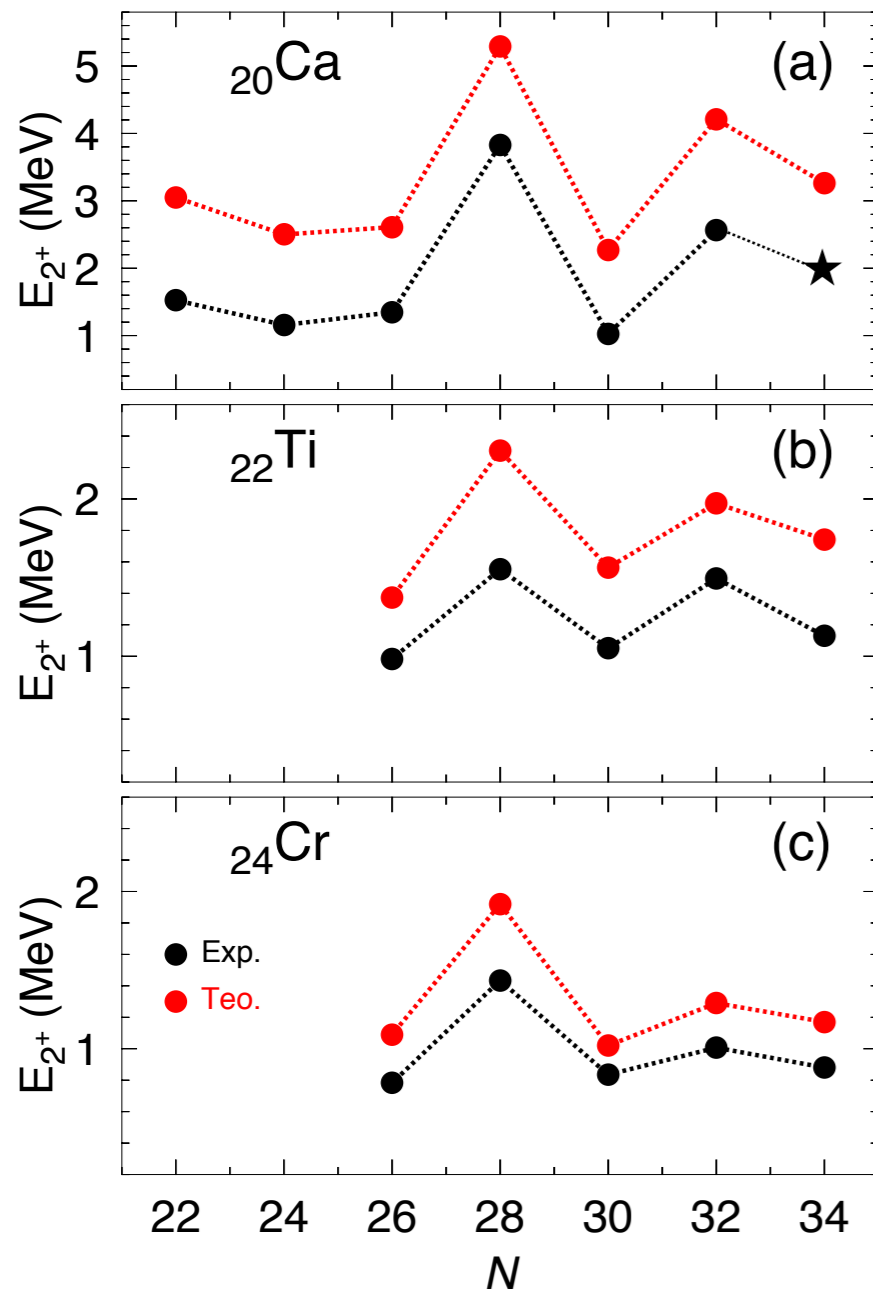 ₂₀Ca (a)
5
4
3
2
1
E₂⁺ (MeV)
₂₂Ti (b)
2
1
E₂⁺ (MeV)
₂₄Cr (c)
2
1
E₂⁺ (MeV)
Exp.
Teo.
22 24 26 28 30 32 34
N